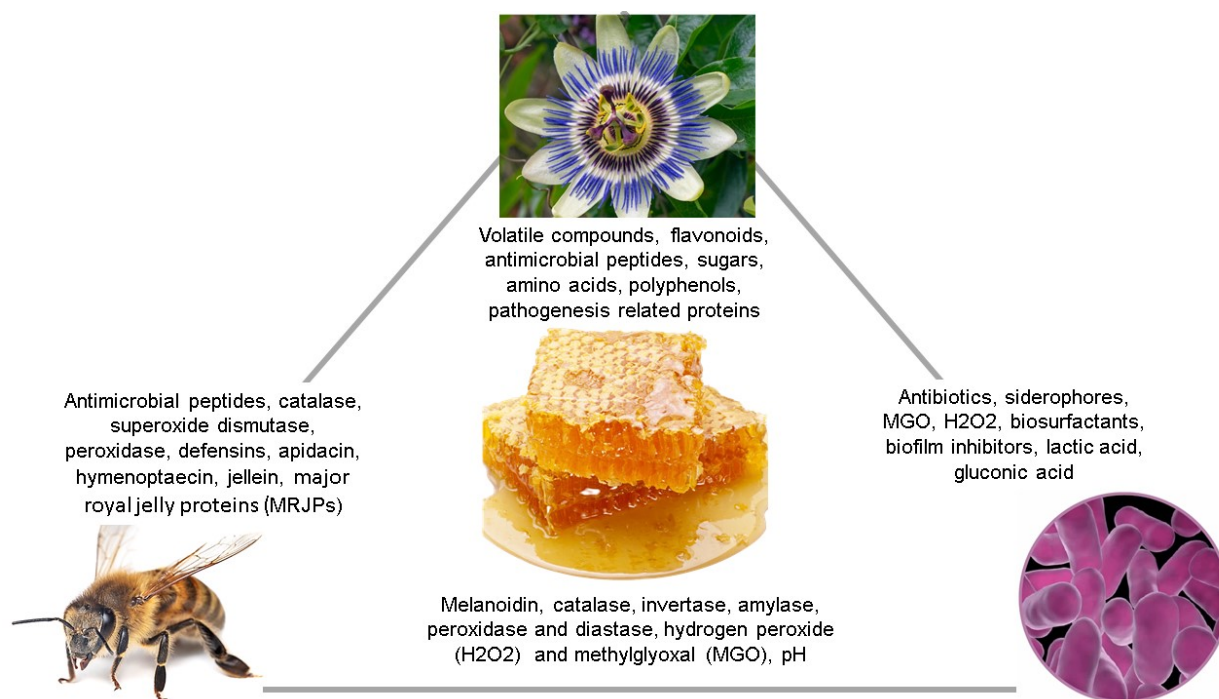 Volatile compounds, flavonoids,
antimicrobial peptides, sugars,
amino acids, polyphenols,
pathogenesis related proteins
Antimicrobial peptides, catalase,
superoxide dismutase,
peroxidase, defensins, apidacin,
hymenoptaecin, jellein, major
royal jelly proteins (MRJPs)
Antibiotics, siderophores,
MGO, H2O2, biosurfactants,
biofilm inhibitors, lactic acid,
gluconic acid
Melanoidin, catalase, invertase, amylase,
peroxidase and diastase, hydrogen peroxide
(H2O2) and methylglyoxal (MGO), pH